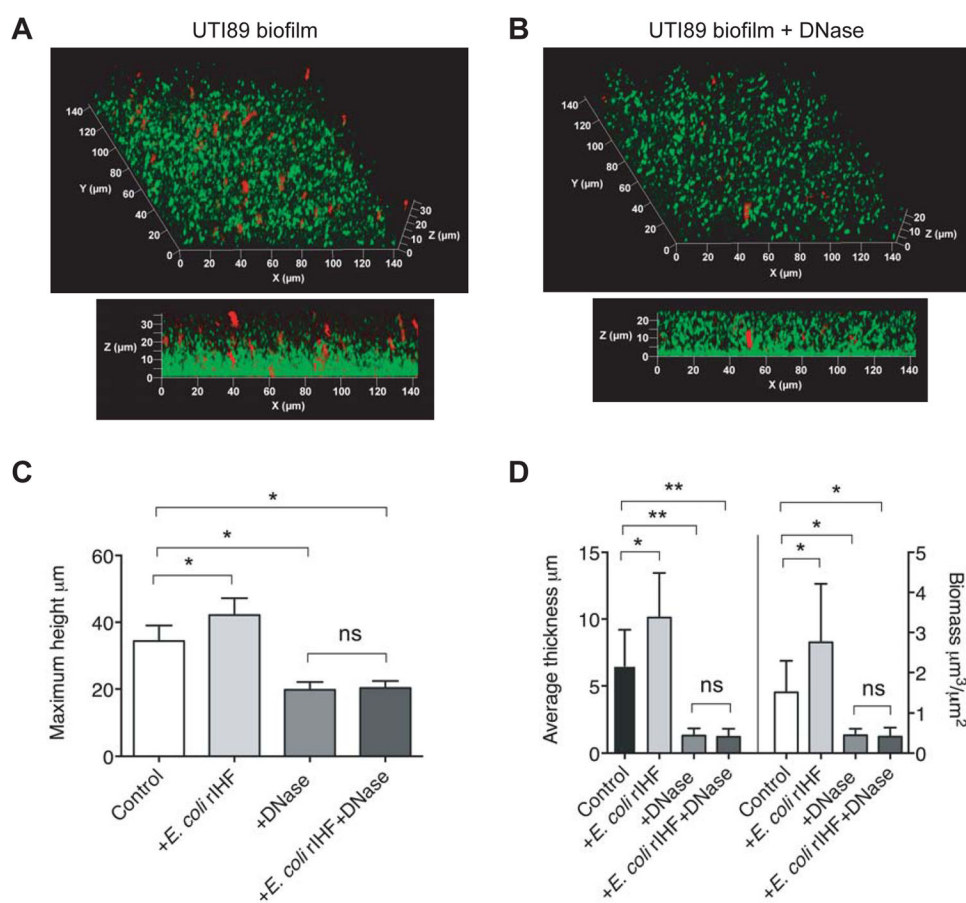 A
UTI89 biofilm
140
120
100
Y (µm)
80
60
40
20
0
20
40
60
80
100
120
140
X (µm)
0
10
20
30
Z (µm)
30
Z (µm)
20
10
0
0
20
40
60
80
100
120
140
X (µm)
B
UTI89 biofilm + DNase
140
120
100
Y (µm)
80
60
40
20
0
20
40
60
80
100
120
140
X (µm)
0
10
20
Z (µm)
20
Z (µm)
10
0
0
20
40
60
80
100
120
140
X (µm)
C
*
*
*
ns
60
40
20
0
Maximum height µm
Control
+E. coli rIHF
+DNase
+E. coli rIHF+DNase
D
**
**
*
ns
*
*
*
ns
15
10
5
0
Average thickness µm
5
4
3
2
1
0
Biomass µm³/µm²
Control
+E. coli rIHF
+DNase
+E. coli rIHF+DNase
Control
+E. coli rIHF
+DNase
+E. coli rIHF+DNase